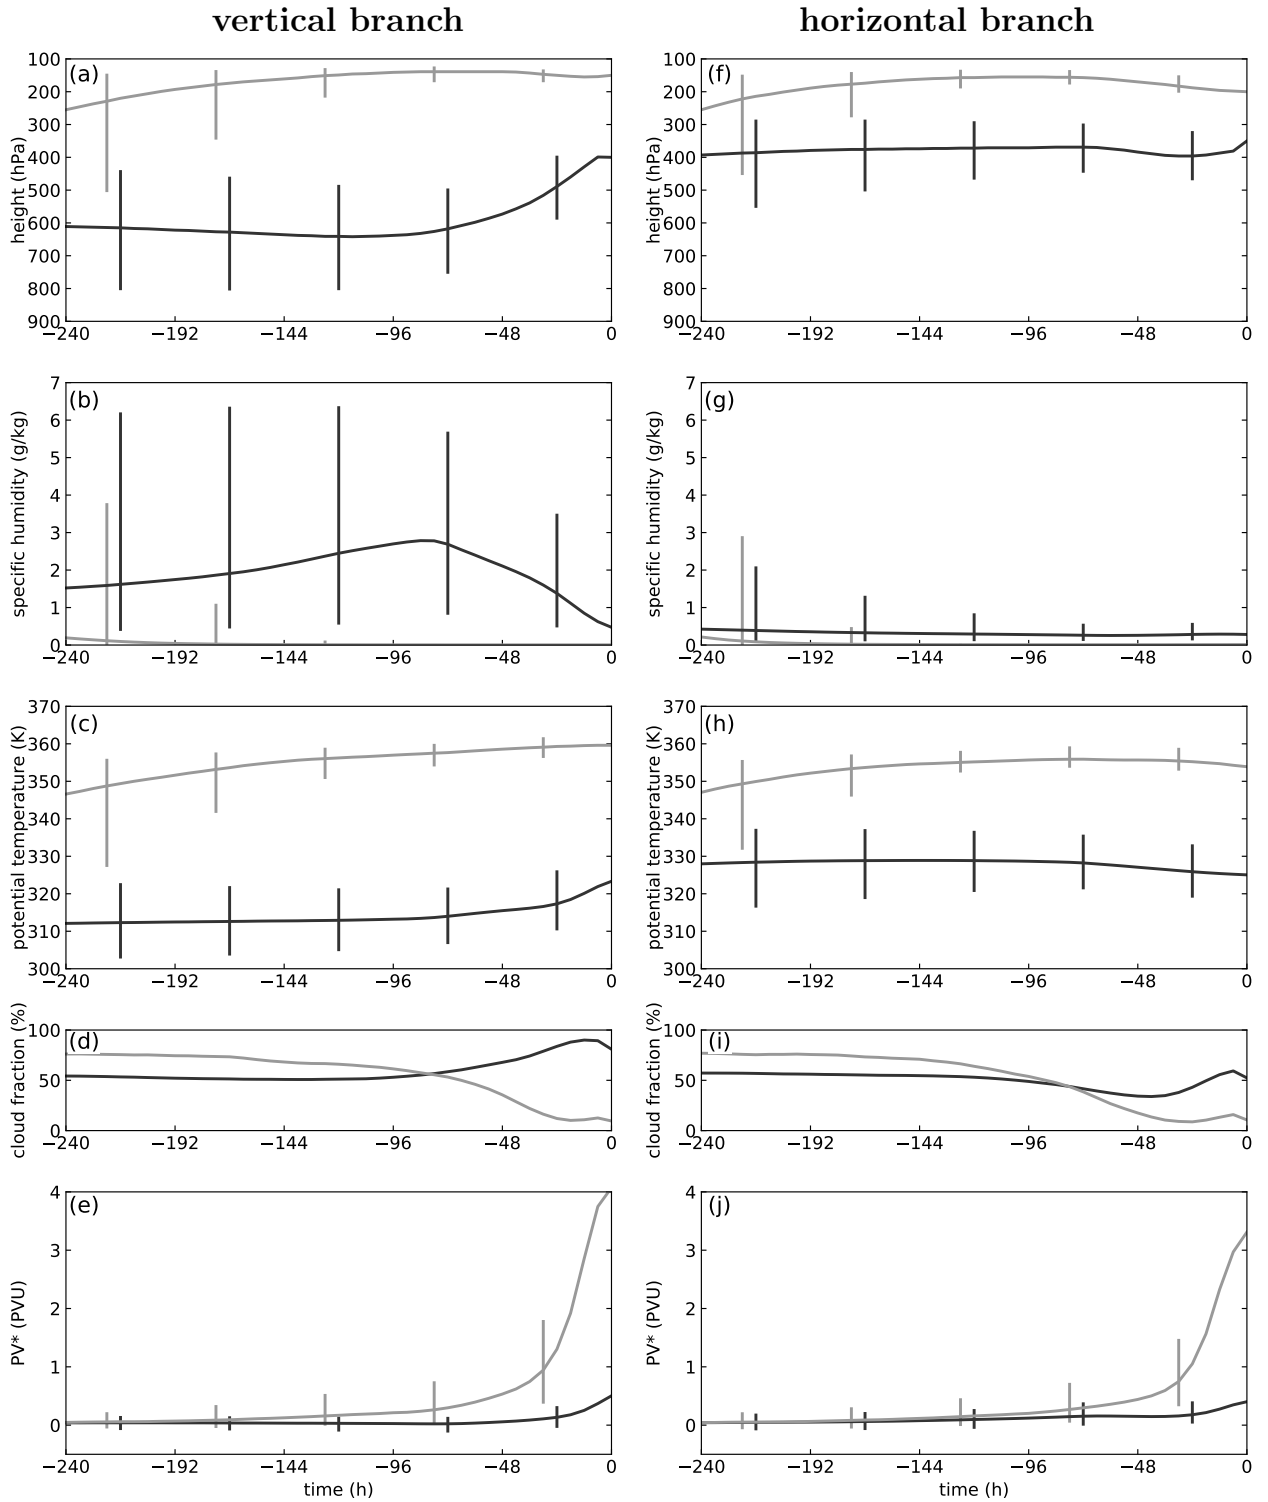 vertical branch
horizontal branch
(a)
height (hPa)
100
200
300
400
500
600
700
800
900
−240 −192 −144 −96 −48 0
(f)
height (hPa)
100
200
300
400
500
600
700
800
900
−240 −192 −144 −96 −48 0
(b)
specific humidity (g/kg)
7
6
5
4
3
2
1
0
−240 −192 −144 −96 −48 0
(g)
specific humidity (g/kg)
7
6
5
4
3
2
1
0
−240 −192 −144 −96 −48 0
(c)
potential temperature (K)
370
360
350
340
330
320
310
300
−240 −192 −144 −96 −48 0
(h)
potential temperature (K)
370
360
350
340
330
320
310
300
−240 −192 −144 −96 −48 0
(d)
cloud fraction (%)
100
50
0
−240 −192 −144 −96 −48 0
(i)
cloud fraction (%)
100
50
0
−240 −192 −144 −96 −48 0
(e)
PV* (PVU)
4
3
2
1
0
−240 −192 −144 −96 −48 0
time (h)
(j)
PV* (PVU)
4
3
2
1
0
−240 −192 −144 −96 −48 0
time (h)